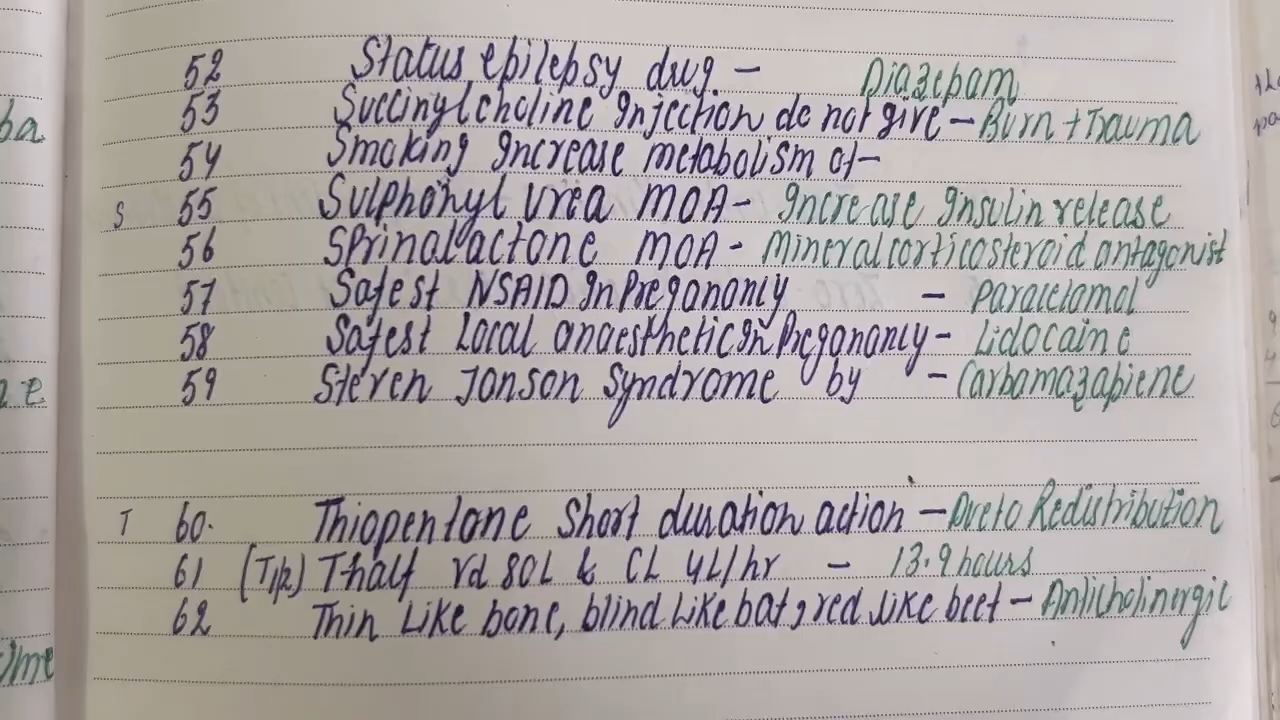 52 Status epilepsy drug - Diazepam
53 Succinylcholine Injection do not give - Burn + Trauma
54 Smoking Increase metabolism of -
S 55 Sulphonyl urea MOA - Increase Insulin release
56 Sprinalactone MOA - Mineralcorticosteroid antagonist
57 Safest NSAID In Pregonancy - Paracetamol
58 Safest Local anaesthetic In Pregonancy - Lidocaine
59 Steven Jonson Syndrome by - Carbamazapiene
T 60. Thiopentone Short duration action - Due to Redistribution
61 (T1/2) T half Vd 80L & CL 4L/hr - 13.9 hours
62 Thin Like bone, blind Like bat, red like beet - Anticholinergic